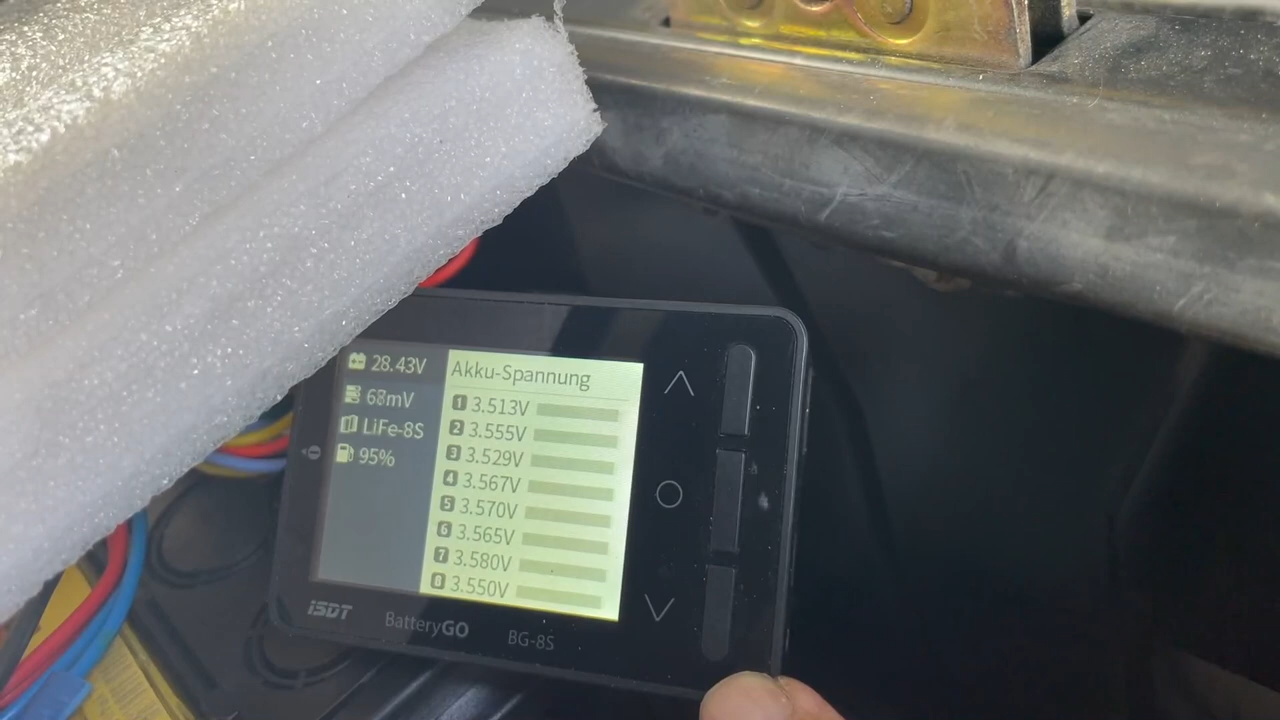 28.43V
68mV
LiFe-8S
95%
Akku-Spannung
1 3.513V
2 3.555V
3 3.529V
4 3.567V
5 3.570V
6 3.565V
7 3.580V
8 3.550V
iSDT BatteryGO BG-8S